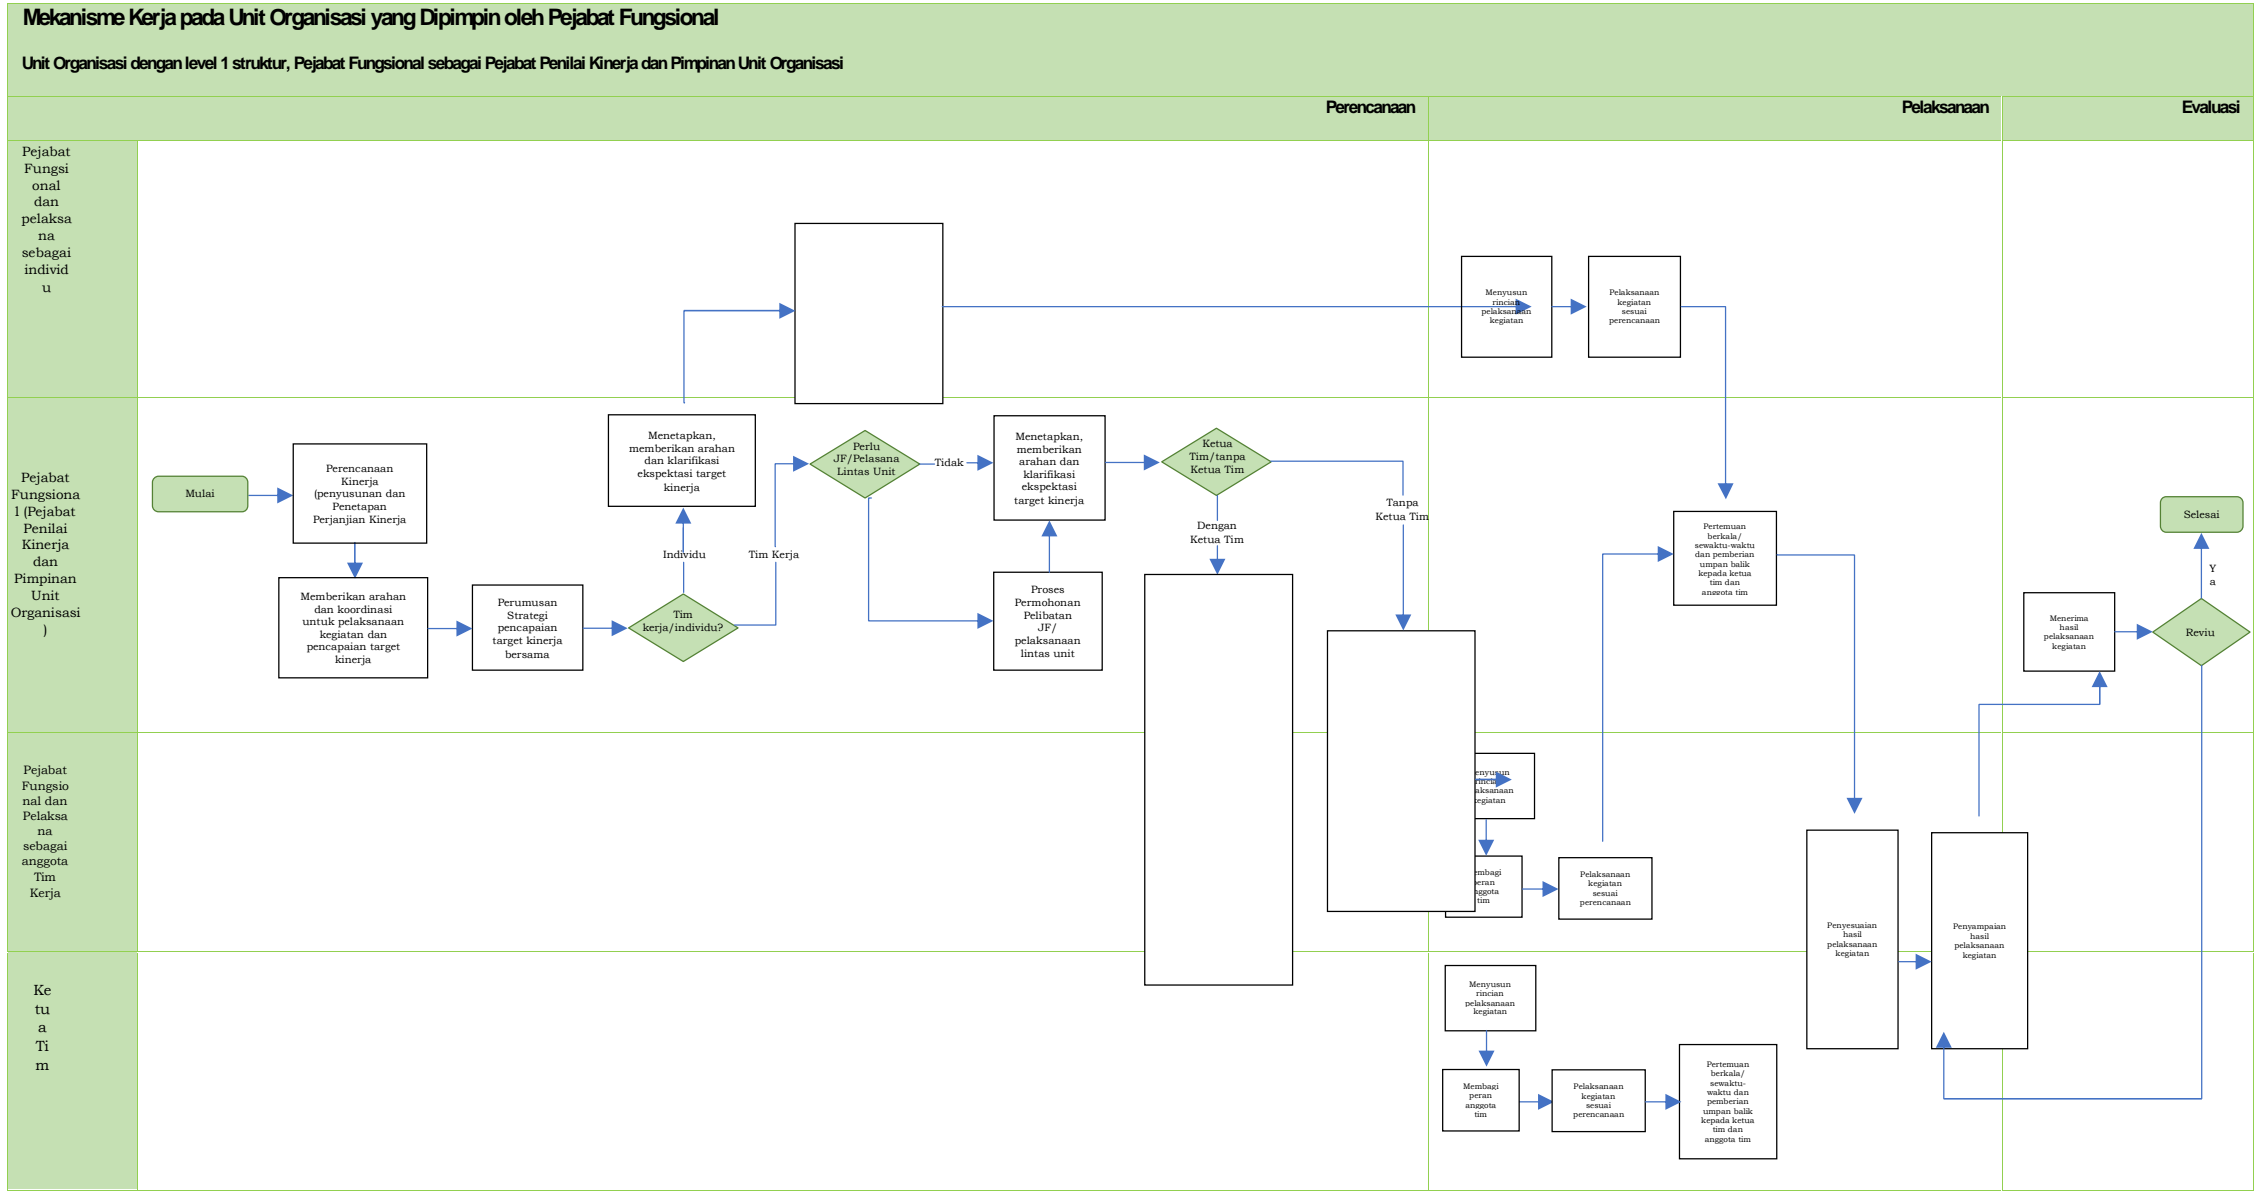 Mekanisme Kerja pada Unit Organisasi yang Dipimpin oleh Pejabat Fungsional
Unit Organisasi dengan level 1 struktur, Pejabat Fungsional sebagai Pejabat Penilai Kinerja dan Pimpinan Unit Organisasi
Perencanaan
Pelaksanaan
Evaluasi
Pejabat
Fungsi
onal
dan
pelaksa
na
sebagai
individ
u
Menyusun
rincian
pelaksanaan
kegiatan
Pelaksanaan
kegiatan
sesuai
perencanaan
Pejabat
Fungsiona
l (Pejabat
Penilai
Kinerja
dan
Pimpinan
Unit
Organisasi
)
Mulai
Perencanaan
Kinerja
(penyusunan dan
Penetapan
Perjanjian Kinerja
Memberikan arahan
dan koordinasi
untuk pelaksanaan
kegiatan dan
pencapaian target
kinerja
Perumusan
Strategi
pencapaian
target kinerja
bersama
Tim
kerja/individu?
Individu
Tim Kerja
Menetapkan,
memberikan arahan
dan klarifikasi
ekspektasi target
kinerja
Perlu
JF/Pelasana
Lintas Unit
Tidak
Menetapkan,
memberikan
arahan dan
klarifikasi
ekspektasi
target kinerja
Proses
Permohonan
Pelibatan
JF/
pelaksanaan
lintas unit
Ketua
Tim/tanpa
Ketua Tim
Dengan
Ketua Tim
Tanpa
Ketua Tim
Pertemuan
berkala/
sewaktu-waktu
dan pemberian
umpan balik
kepada ketua
tim dan
anggota tim
Menerima
hasil
pelaksanaan
kegiatan
Reviu
Y
a
Selesai
Pejabat
Fungsio
nal dan
Pelaksa
na
sebagai
anggota
Tim
Kerja
enyusun
rincian
aksanaan
kegiatan
embagi
peran
nggota
tim
Pelaksanaan
kegiatan
sesuai
perencanaan
Penyesuaian
hasil
pelaksanaan
kegiatan
Penyampaian
hasil
pelaksanaan
kegiatan
Ke
tu
a
Ti
m
Menyusun
rincian
pelaksanaan
kegiatan
Membagi
peran
anggota
tim
Pelaksanaan
kegiatan
sesuai
perencanaan
Pertemuan
berkala/
sewaktu-
waktu dan
pemberian
umpan balik
kepada ketua
tim dan
anggota tim